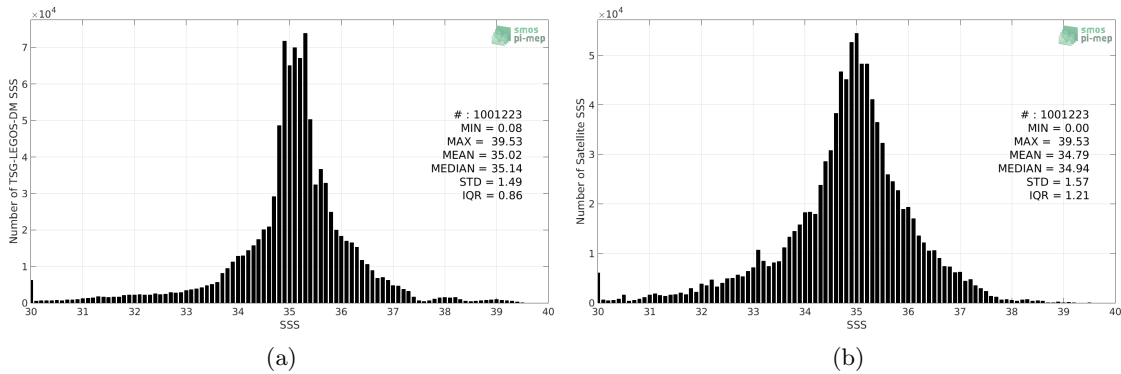 ×10⁴
smos
pi-mep
7
6
5
4
3
2
1
0
Number of TSG-LEGOS-DM SSS
# : 1001223
MIN = 0.08
MAX = 39.53
MEAN = 35.02
MEDIAN = 35.14
STD = 1.49
IQR = 0.86
30 31 32 33 34 35 36 37 38 39 40
SSS
(a)
×10⁴
smos
pi-mep
5
4
3
2
1
0
Number of Satellite SSS
# : 1001223
MIN = 0.00
MAX = 39.53
MEAN = 34.79
MEDIAN = 34.94
STD = 1.57
IQR = 1.21
30 31 32 33 34 35 36 37 38 39 40
SSS
(b)